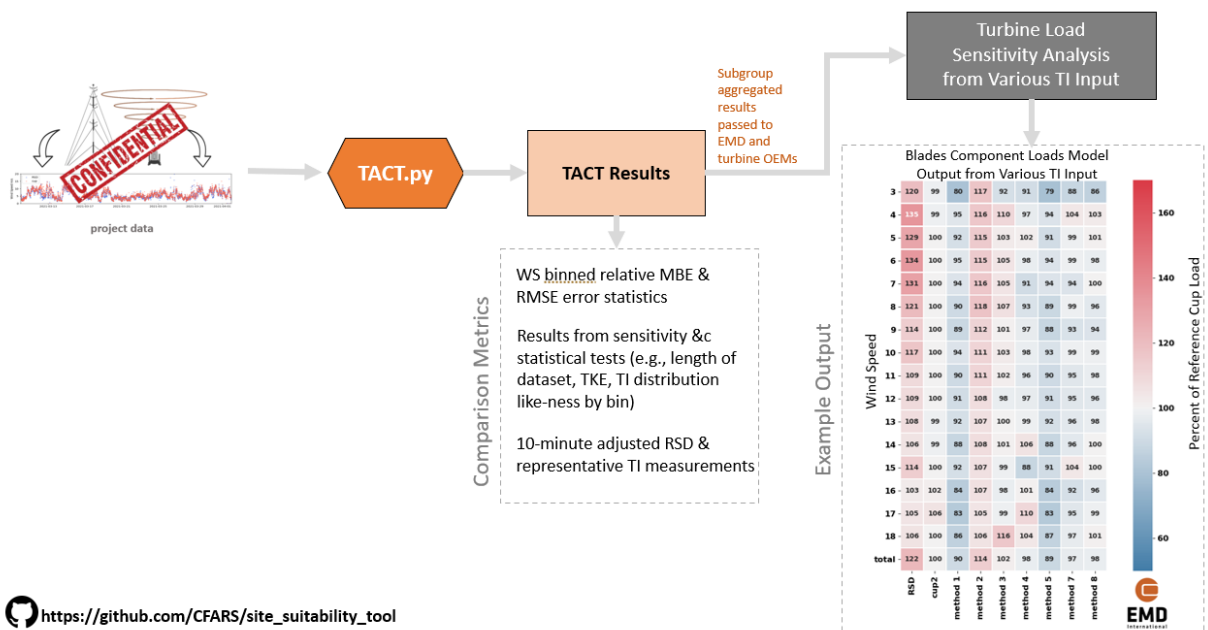 Turbine Load
Sensitivity Analysis
from Various TI Input
Subgroup
aggregated
results
passed to
EMD and
turbine OEMs
CONFIDENTIAL
project data
TACT.py
TACT Results
Comparison Metrics
WS binned relative MBE &
RMSE error statistics
Results from sensitivity &c
statistical tests (e.g., length of
dataset, TKE, TI distribution
like-ness by bin)
10-minute adjusted RSD &
representative TI measurements
Example Output
Blades Component Loads Model
Output from Various TI Input
Wind Speed
3 120 99 80 117 92 91 79 88 86
4 135 99 95 116 110 97 94 104 103
5 129 100 92 115 103 102 91 99 101
6 134 100 95 115 105 98 94 99 98
7 131 100 94 116 105 91 94 94 100
8 121 100 90 118 107 93 89 99 96
9 114 100 89 112 101 97 88 93 94
10 117 100 94 111 103 98 93 99 99
11 109 100 90 111 102 96 90 95 98
12 109 100 91 108 98 97 91 95 96
13 108 99 92 107 100 99 92 96 98
14 106 99 88 108 101 106 88 96 100
15 114 100 92 107 99 88 91 104 100
16 103 102 84 107 98 101 84 92 96
17 105 106 83 105 99 110 83 95 99
18 106 100 86 106 116 104 87 97 101
total 122 100 90 114 102 98 89 97 98
RSD cup2 method 1 method 2 method 3 method 4 method 5 method 7 method 8
160
140
120
100
80
60
Percent of Reference Cup Load
EMD
International
https://github.com/CFARS/site_suitability_tool